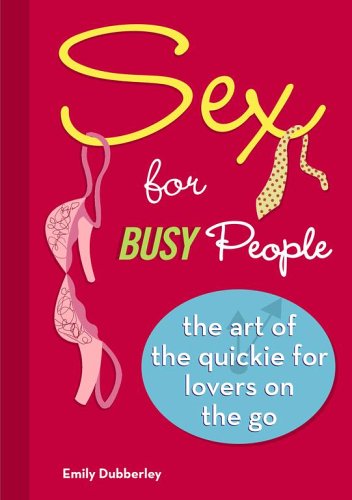 Sex
for
BUSY People
the art of
the quickie for
lovers on
the go
Emily Dubberley